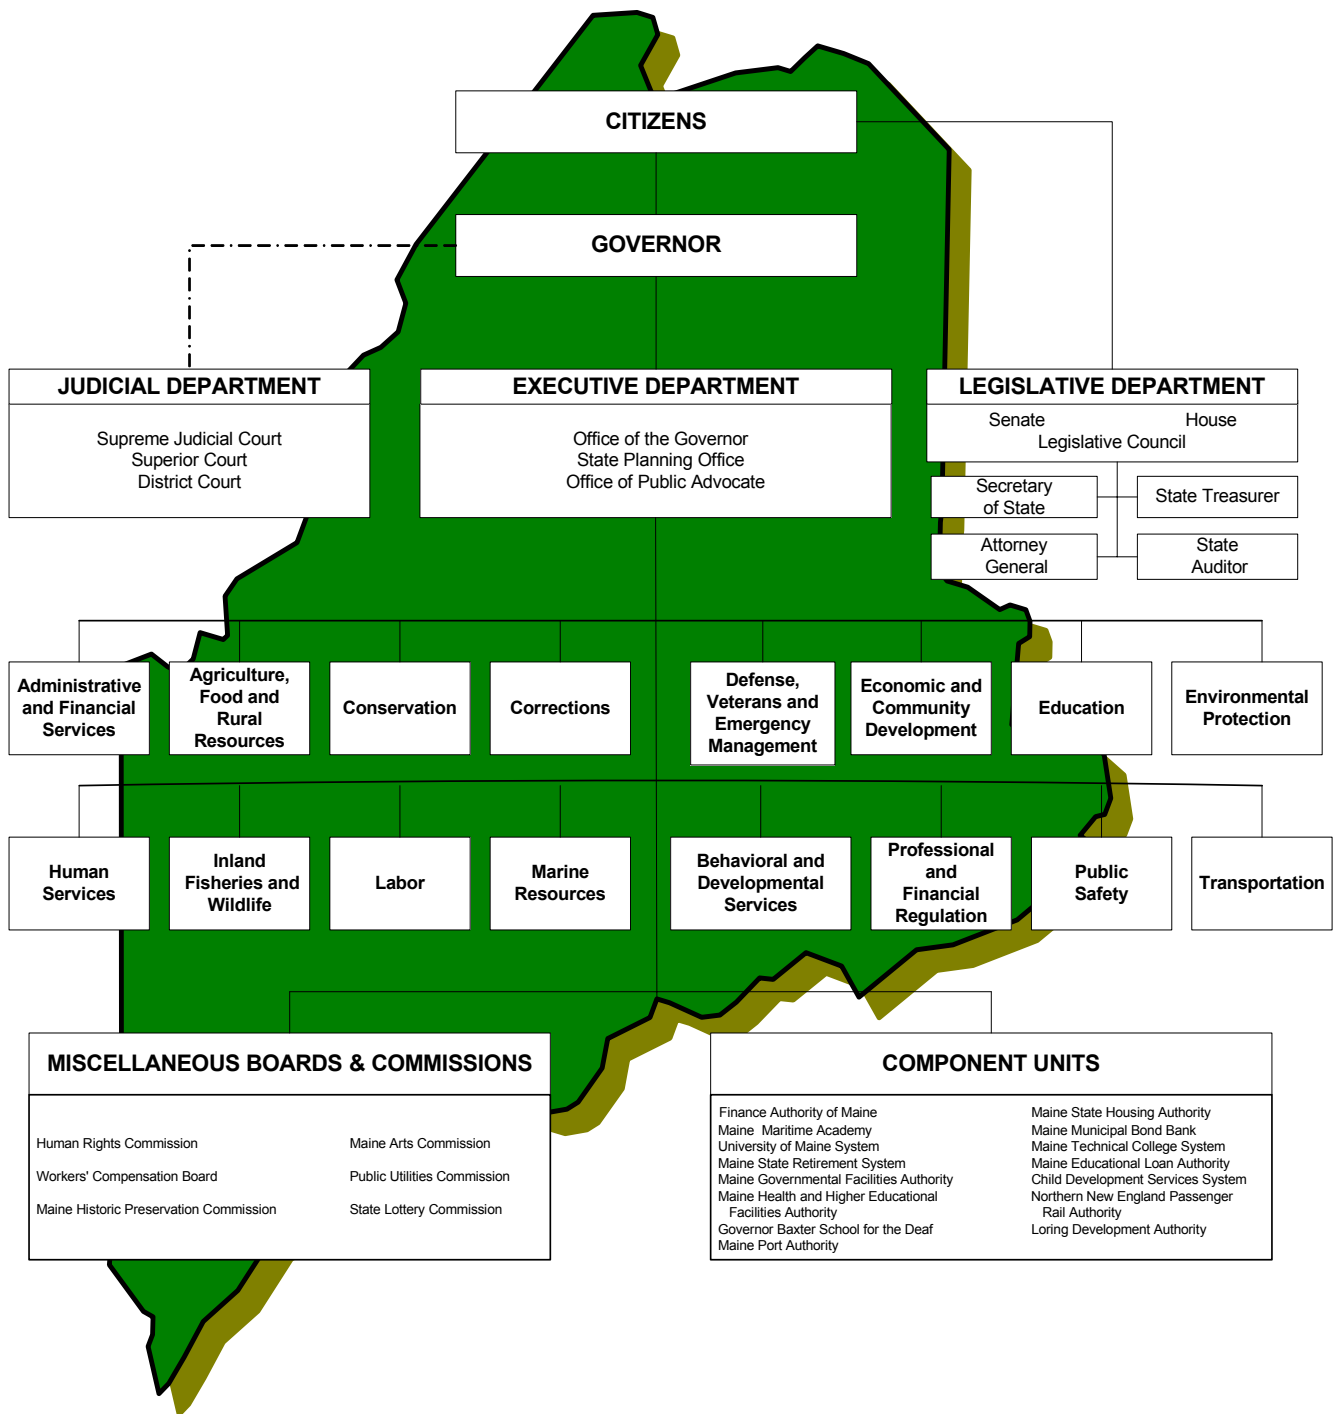 CITIZENS
GOVERNOR
JUDICIAL DEPARTMENT
Supreme Judicial Court
Superior Court
District Court
EXECUTIVE DEPARTMENT
Office of the Governor
State Planning Office
Office of Public Advocate
LEGISLATIVE DEPARTMENT
Senate House
Legislative Council
Secretary
of State
State Treasurer
Attorney
General
State
Auditor
Administrative
and Financial
Services
Agriculture,
Food and
Rural
Resources
Conservation
Corrections
Defense,
Veterans and
Emergency
Management
Economic and
Community
Development
Education
Environmental
Protection
Human
Services
Inland
Fisheries and
Wildlife
Labor
Marine
Resources
Behavioral and
Developmental
Services
Professional
and
Financial
Regulation
Public
Safety
Transportation
MISCELLANEOUS BOARDS & COMMISSIONS
Human Rights Commission
Workers' Compensation Board
Maine Historic Preservation Commission
Maine Arts Commission
Public Utilities Commission
State Lottery Commission
COMPONENT UNITS
Finance Authority of Maine
Maine Maritime Academy
University of Maine System
Maine State Retirement System
Maine Governmental Facilities Authority
Maine Health and Higher Educational
Facilities Authority
Governor Baxter School for the Deaf
Maine Port Authority
Maine State Housing Authority
Maine Municipal Bond Bank
Maine Technical College System
Maine Educational Loan Authority
Child Development Services System
Northern New England Passenger
Rail Authority
Loring Development Authority